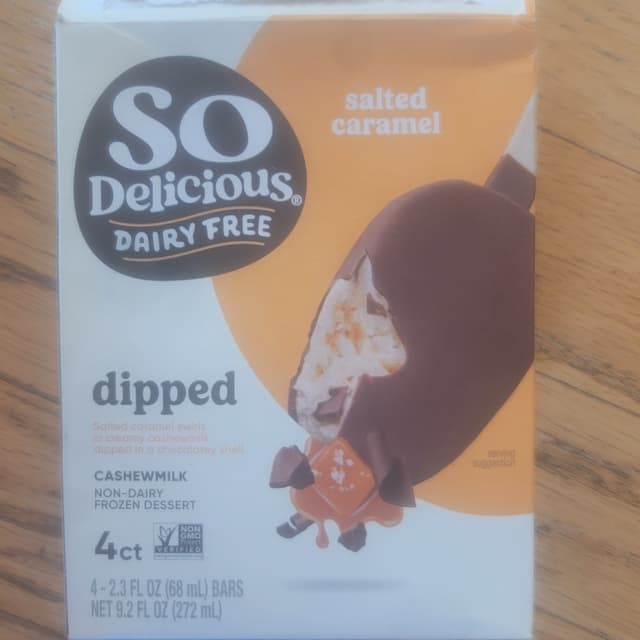 SO
Delicious®
DAIRY FREE
salted
caramel
dipped
Salted caramel swirls
in creamy cashewmilk
dipped in a chocolatey shell
CASHEWMILK
NON-DAIRY
FROZEN DESSERT
4ct
NON
GMO
VERIFIED
serving
suggestion
4 - 2.3 FL OZ (68 mL) BARS
NET 9.2 FL OZ (272 mL)